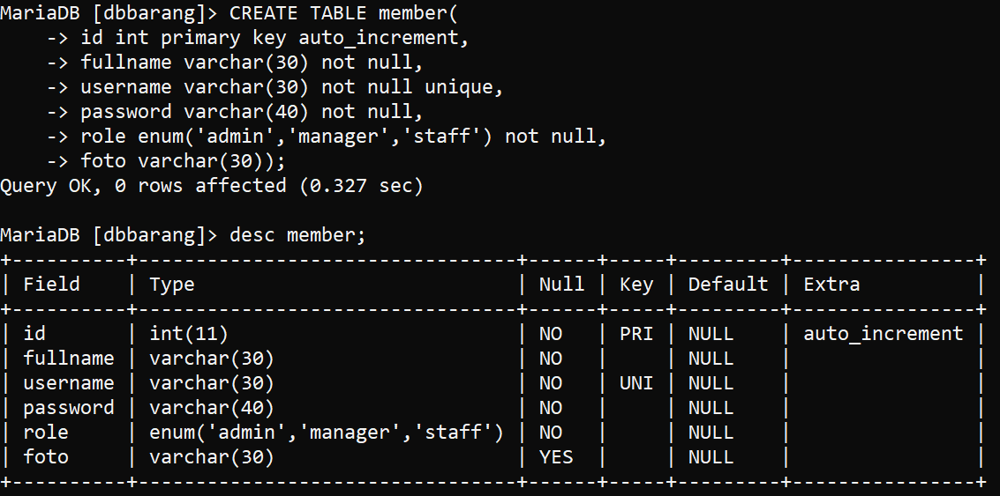 MariaDB [dbbarang]> CREATE TABLE member(
    -> id int primary key auto_increment,
    -> fullname varchar(30) not null,
    -> username varchar(30) not null unique,
    -> password varchar(40) not null,
    -> role enum('admin','manager','staff') not null,
    -> foto varchar(30));
Query OK, 0 rows affected (0.327 sec)

MariaDB [dbbarang]> desc member;
+----------+---------------------------------+------+-----+---------+----------------+
| Field    | Type                            | Null | Key | Default | Extra          |
+----------+---------------------------------+------+-----+---------+----------------+
| id       | int(11)                         | NO   | PRI | NULL    | auto_increment |
| fullname | varchar(30)                     | NO   |     | NULL    |                |
| username | varchar(30)                     | NO   | UNI | NULL    |                |
| password | varchar(40)                     | NO   |     | NULL    |                |
| role     | enum('admin','manager','staff') | NO   |     | NULL    |                |
| foto     | varchar(30)                     | YES  |     | NULL    |                |
+----------+---------------------------------+------+-----+---------+----------------+